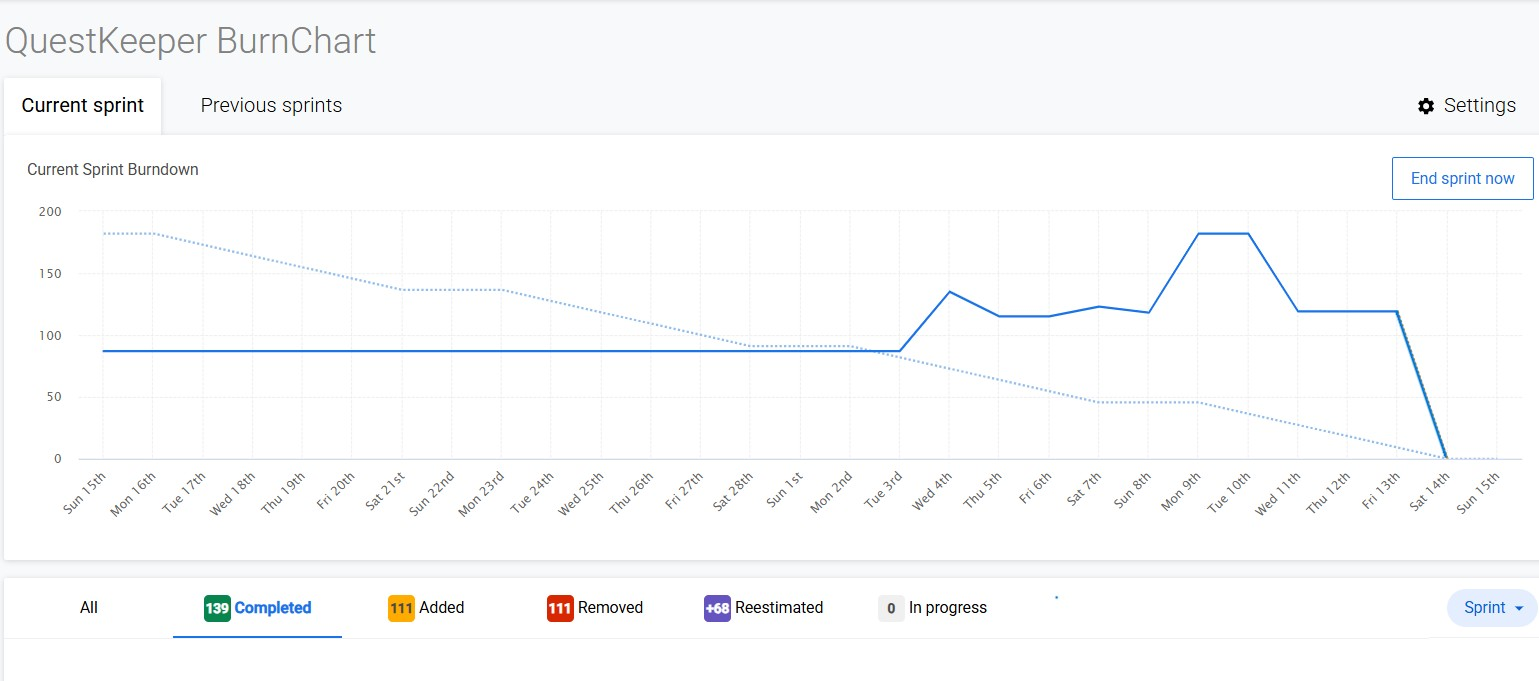 QuestKeeper BurnChart
Current sprint Previous sprints Settings
Current Sprint Burndown
End sprint now
200
150
100
50
0
Sun 15th Mon 16th Tue 17th Wed 18th Thu 19th Fri 20th Sat 21st Sun 22nd Mon 23rd Tue 24th Wed 25th Thu 26th Fri 27th Sat 28th Sun 1st Mon 2nd Tue 3rd Wed 4th Thu 5th Fri 6th Sat 7th Sun 8th Mon 9th Tue 10th Wed 11th Thu 12th Fri 13th Sat 14th Sun 15th
All 139 Completed 111 Added 111 Removed +68 Reestimated 0 In progress Sprint